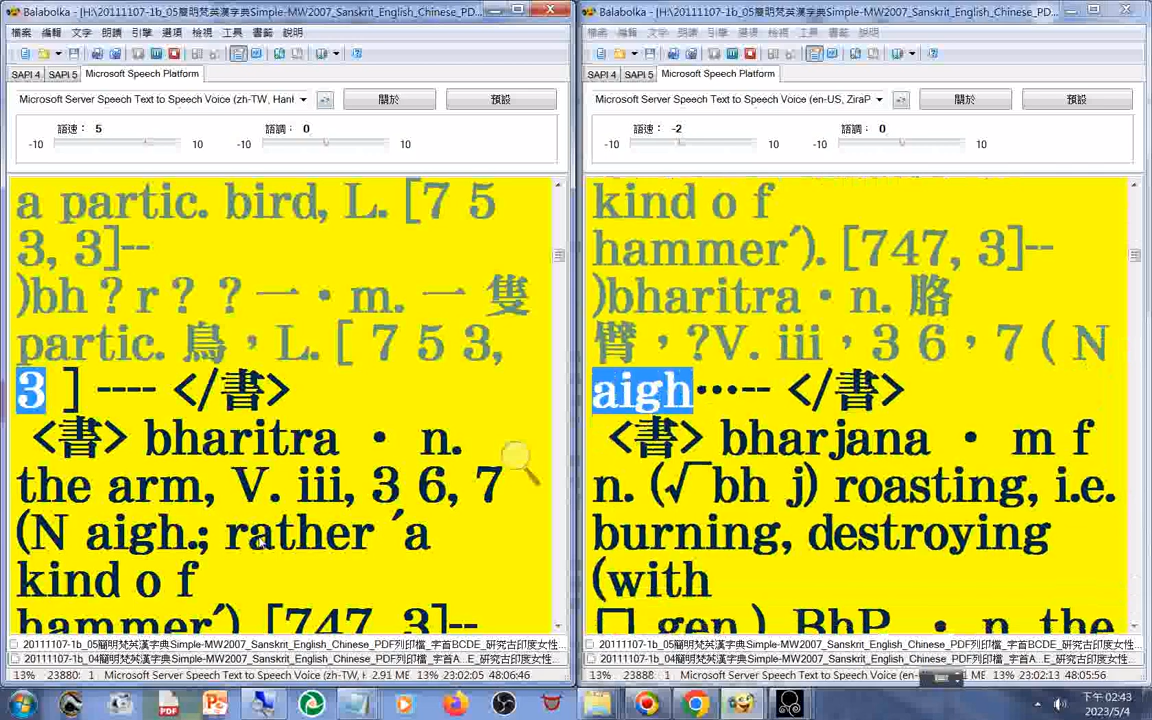 Balabolka - [H:\20111107-1b_05簡明梵英漢字典Simple-MW2007_Sanskrit_English_Chinese_PD...
檔案 編輯 文字 朗讀 引擎 選項 檢視 工具 書籤 說明
SAPI 4 SAPI 5 Microsoft Speech Platform
Microsoft Server Speech Text to Speech Voice (zh-TW, Hanl
關於
預設
語速： 5
語調： 0
-10 10 -10 10
a partic. bird, L. [7 5
3, 3]--
)bh ? r ? ? 一‧m. 一 隻
partic. 鳥，L. [ 7 5 3,
3 ] ---- </書>
<書> bharitra ‧ n.
the arm, V. iii, 3 6, 7
(N aigh.; rather ´a
kind o f
hammer´). [747, 3]--
20111107-1b_05簡明梵英漢字典Simple-MW2007_Sanskrit_English_Chinese_PDF列印檔_字首BCDE_研究古印度女性...
20111107-1b_04簡明梵英漢字典Simple-MW2007_Sanskrit_English_Chinese_PDF列印檔_字首A...E_研究古印度女性...
13% 23880: 1 Microsoft Server Speech Text to Speech Voice (zh-TW, H 2.91 ME 13% 23:02:05 48:06:46
Balabolka - [H:\20111107-1b_05簡明梵英漢字典Simple-MW2007_Sanskrit_English_Chinese_PD...
檔案 編輯 文字 朗讀 引擎 選項 檢視 工具 書籤 說明
SAPI 4 SAPI 5 Microsoft Speech Platform
Microsoft Server Speech Text to Speech Voice (en-US, ZiraP
關於
預設
語速： -2
語調： 0
-10 10 -10 10
kind o f
hammer´). [747, 3]--
)bharitra‧n. 胳
臂，?V. iii，3 6，7 ( N
aigh…-- </書>
<書> bharjana ‧ m f
n. (√bh j) roasting, i.e.
burning, destroying
(with
□ gen.) BhP. ‧ n. the
20111107-1b_05簡明梵英漢字典Simple-MW2007_Sanskrit_English_Chinese_PDF列印檔_字首BCDE_研究古印度女性...
20111107-1b_04簡明梵英漢字典Simple-MW2007_Sanskrit_English_Chinese_PDF列印檔_字首A...E_研究古印度女性...
13% 23888 1 Microsoft Server Speech Text to Speech Voice 13% 23:02:13 48:05:56
PDF
下午 02:43
2023/5/4